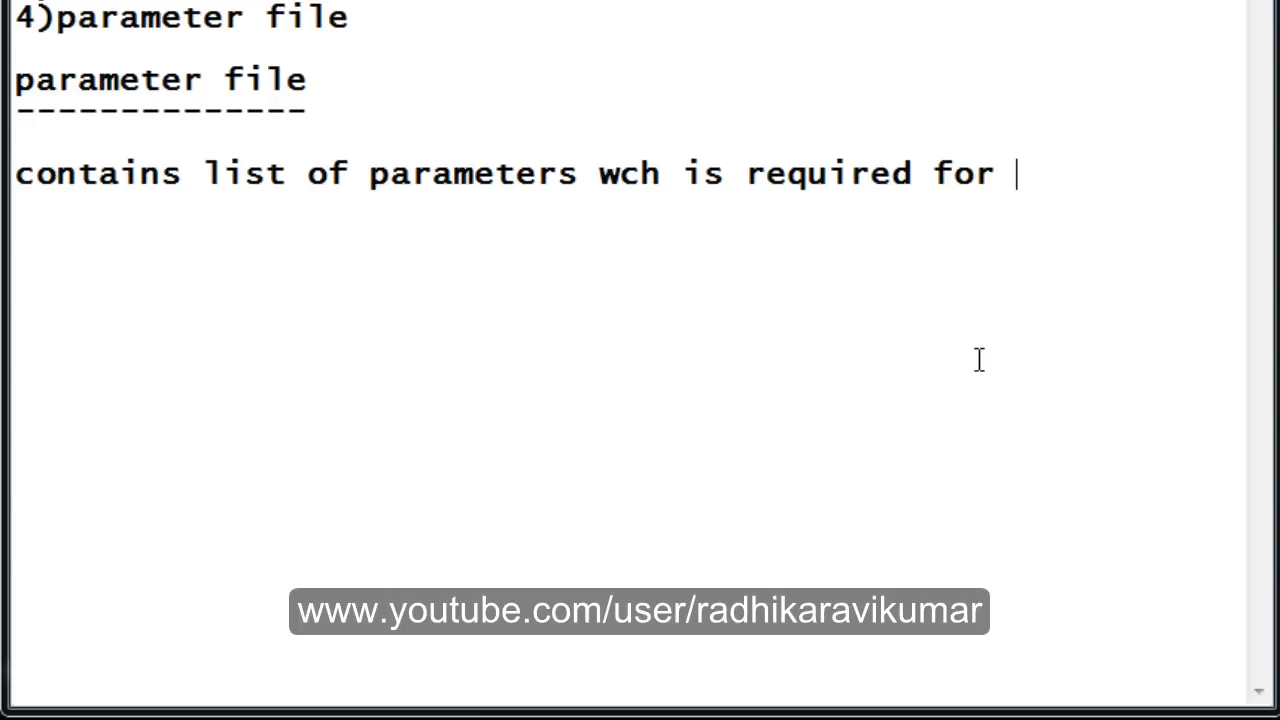 4)parameter file
parameter file
--------------
contains list of parameters wch is required for
www.youtube.com/user/radhikaravikumar